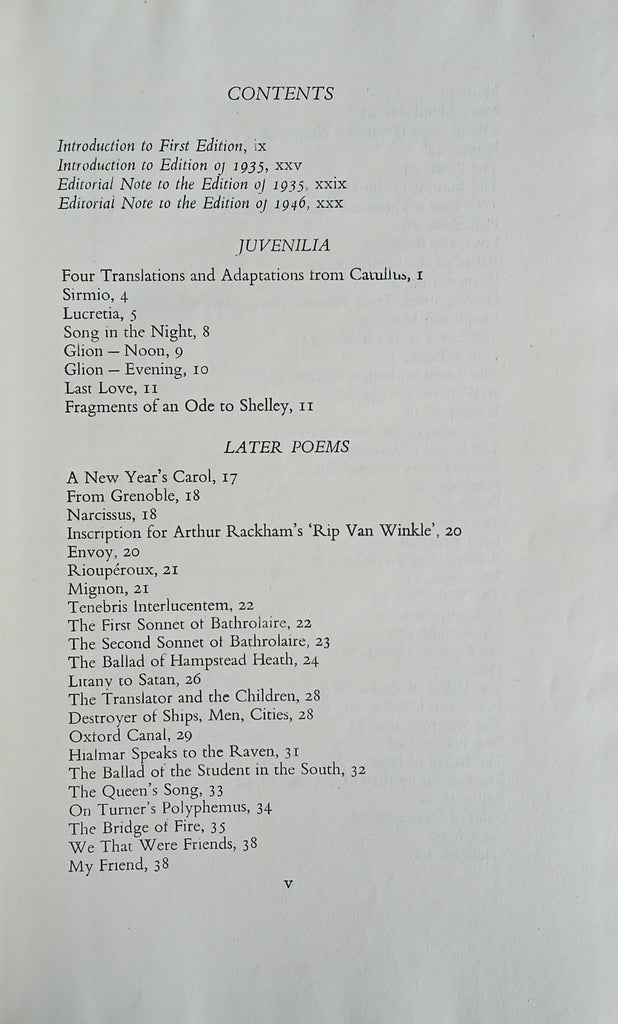 CONTENTS
Introduction to First Edition, ix
Introduction to Edition of 1935, xxv
Editorial Note to the Edition of 1935, xxix
Editorial Note to the Edition of 1946, xxx
JUVENILIA
Four Translations and Adaptations from Catullus, 1
Sirmio, 4
Lucretia, 5
Song in the Night, 8
Glion – Noon, 9
Glion – Evening, 10
Last Love, 11
Fragments of an Ode to Shelley, 11
LATER POEMS
A New Year's Carol, 17
From Grenoble, 18
Narcissus, 18
Inscription for Arthur Rackham's 'Rip Van Winkle', 20
Envoy, 20
Rioupéroux, 21
Mignon, 21
Tenebris Interlucentem, 22
The First Sonnet of Bathrolaire, 22
The Second Sonnet of Bathrolaire, 23
The Ballad of Hampstead Heath, 24
Litany to Satan, 26
The Translator and the Children, 28
Destroyer of Ships, Men, Cities, 28
Oxford Canal, 29
Hialmar Speaks to the Raven, 31
The Ballad of the Student in the South, 32
The Queen's Song, 33
On Turner's Polyphemus, 34
The Bridge of Fire, 35
We That Were Friends, 38
My Friend, 38
v